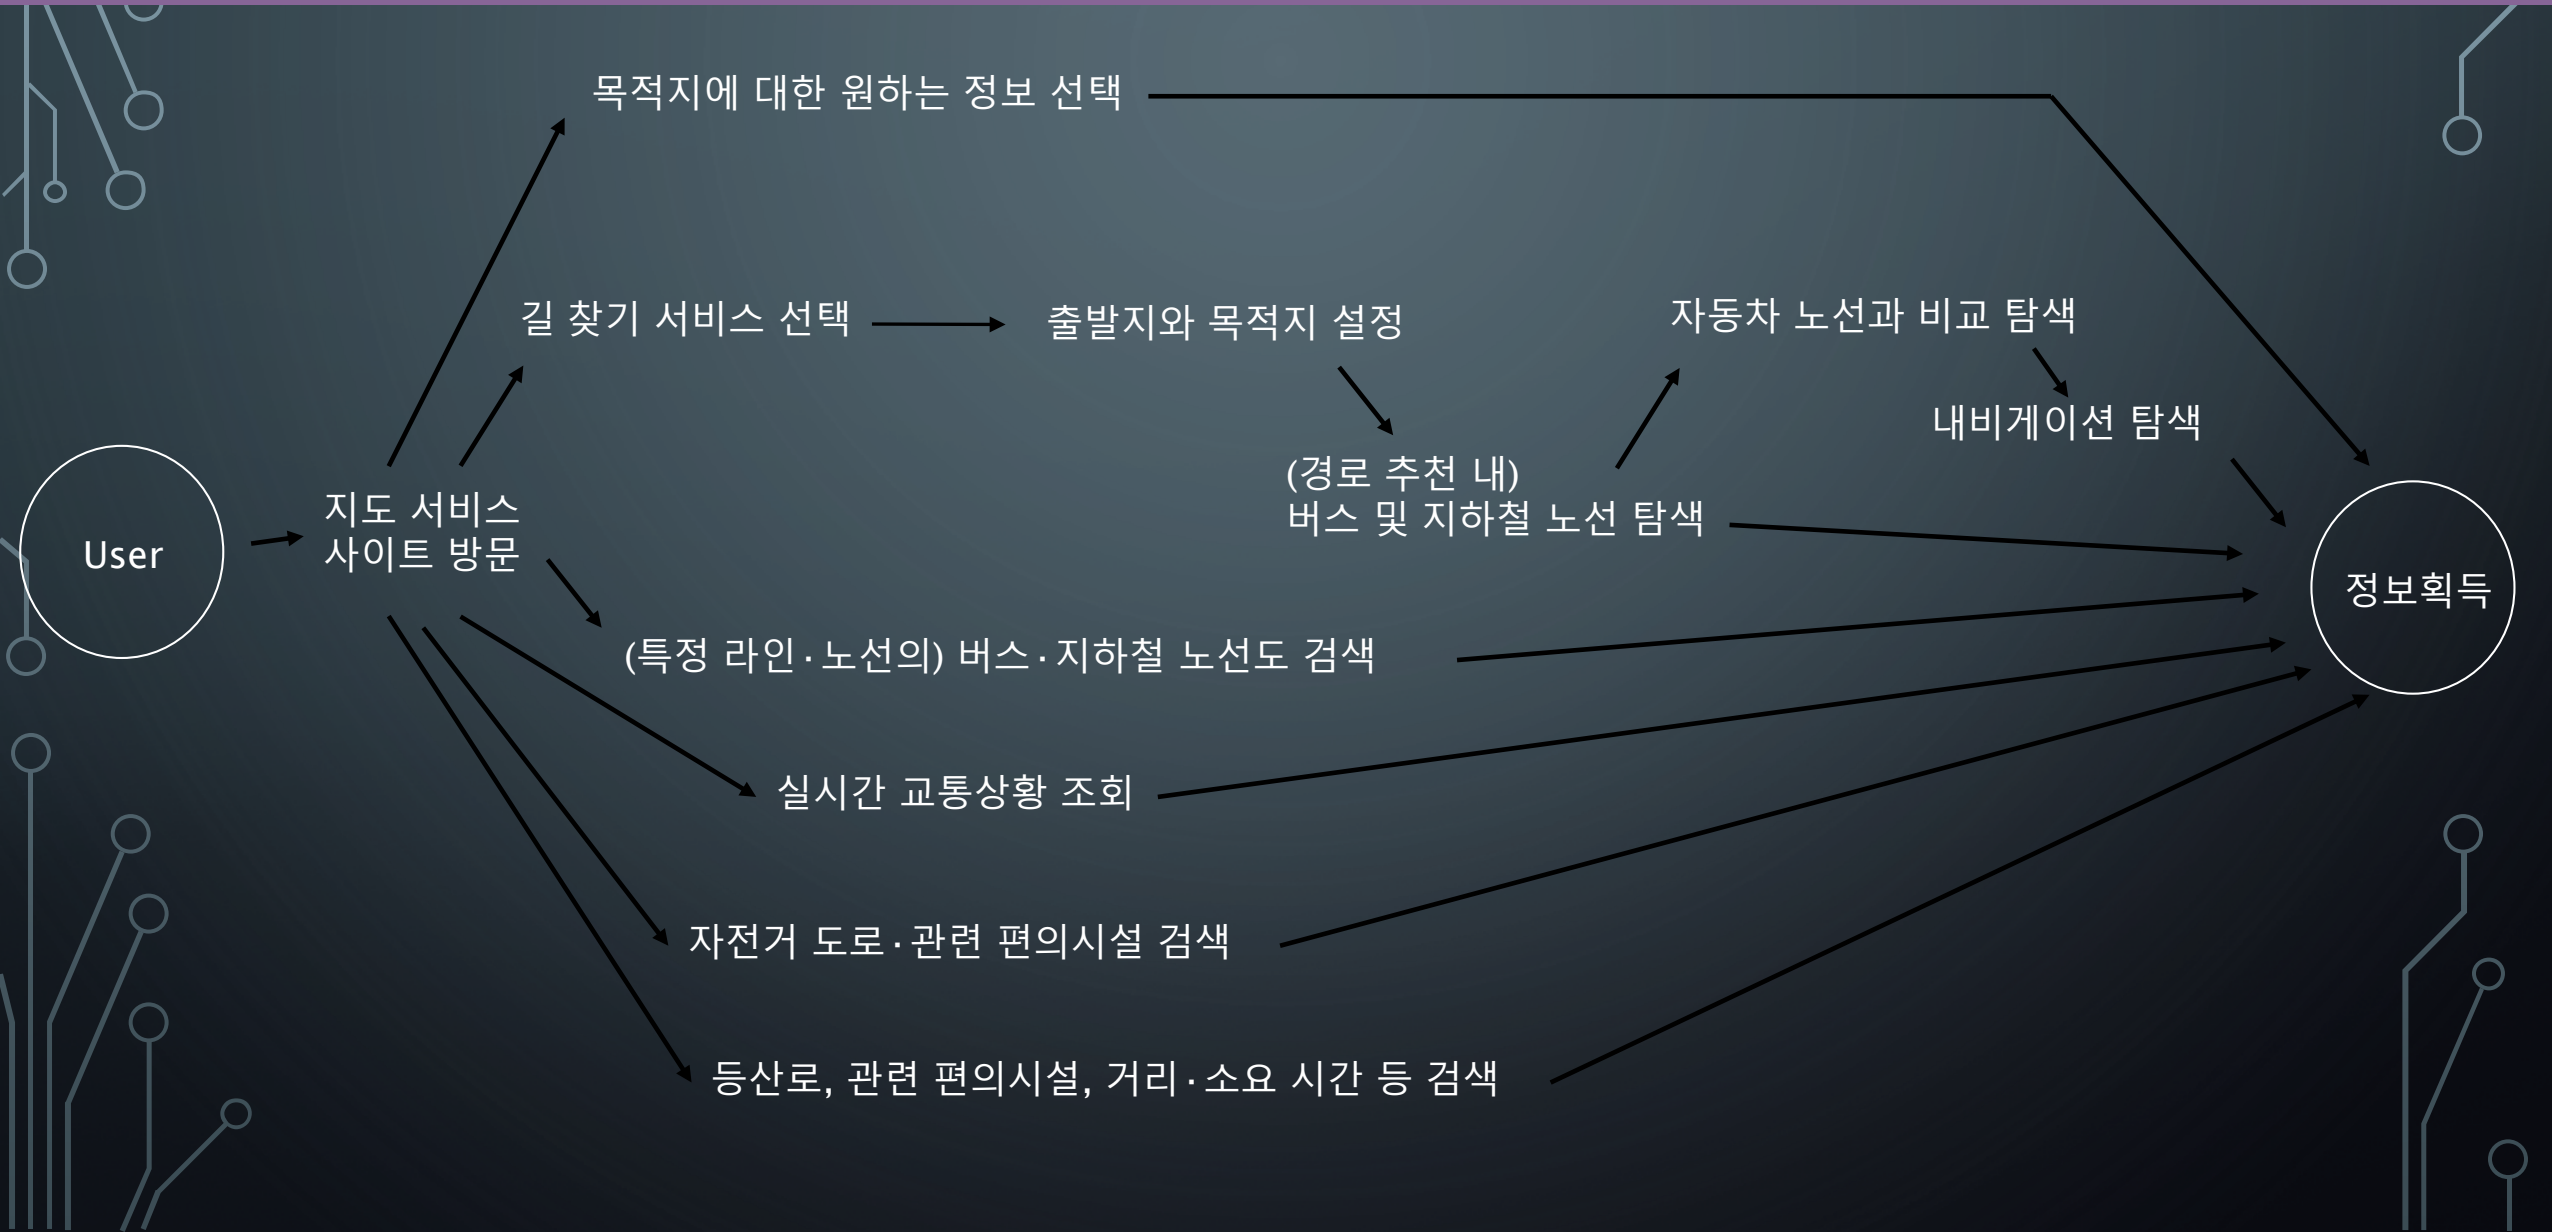 목적지에 대한 원하는 정보 선택
길 찾기 서비스 선택
출발지와 목적지 설정
자동차 노선과 비교 탐색
내비게이션 탐색
(경로 추천 내)
버스 및 지하철 노선 탐색
지도 서비스
사이트 방문
User
정보획득
(특정 라인·노선의) 버스·지하철 노선도 검색
실시간 교통상황 조회
자전거 도로·관련 편의시설 검색
등산로, 관련 편의시설, 거리·소요 시간 등 검색